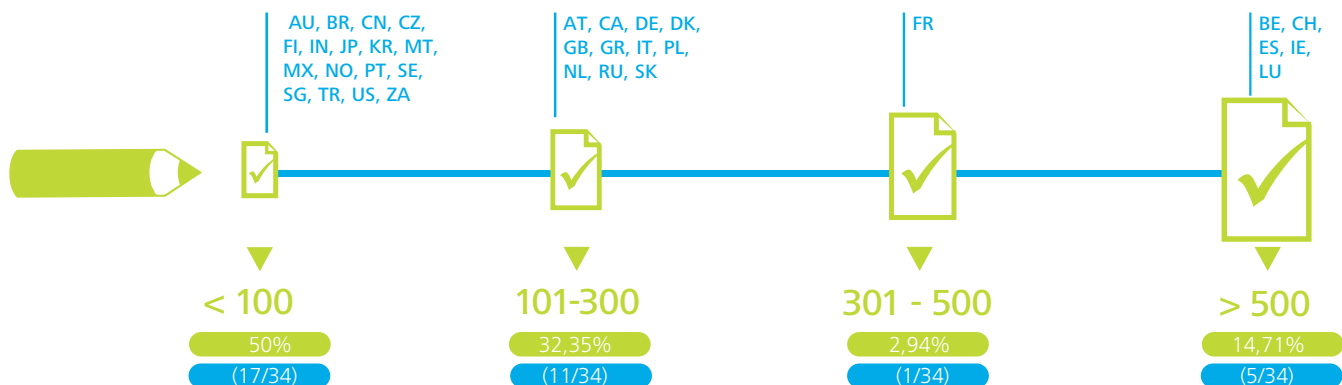 AU, BR, CN, CZ,
FI, IN, JP, KR, MT,
MX, NO, PT, SE,
SG, TR, US, ZA
AT, CA, DE, DK,
GB, GR, IT, PL,
NL, RU, SK
FR
BE, CH,
ES, IE,
LU
< 100
50%
(17/34)
101-300
32,35%
(11/34)
301 - 500
2,94%
(1/34)
> 500
14,71%
(5/34)